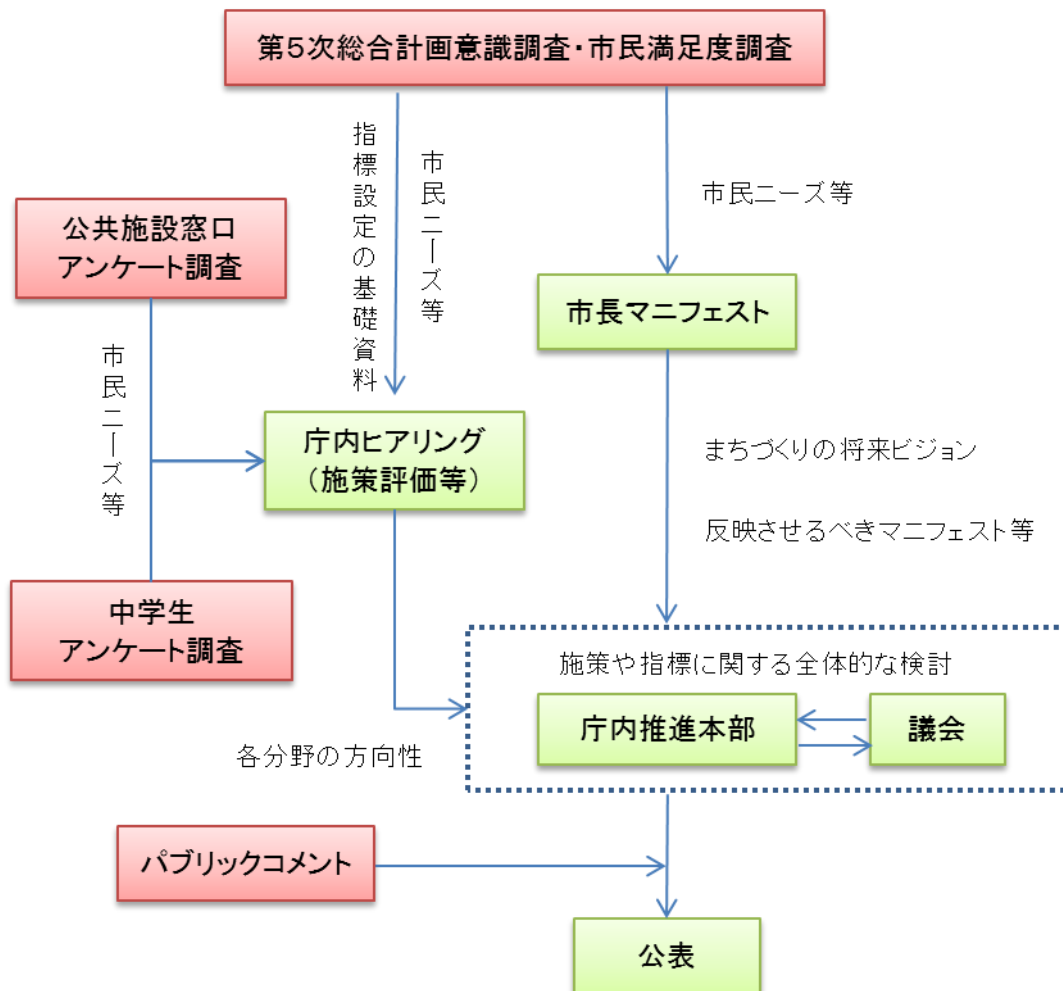 第5次総合計画意識調査・市民満足度調査
指標設定の基礎資料
市民ニーズ等
市民ニーズ等
公共施設窓口
アンケート調査
市長マニフェスト
市民ニーズ等
庁内ヒアリング
（施策評価等）
まちづくりの将来ビジョン
反映させるべきマニフェスト等
中学生
アンケート調査
施策や指標に関する全体的な検討
庁内推進本部
議会
各分野の方向性
パブリックコメント
公表